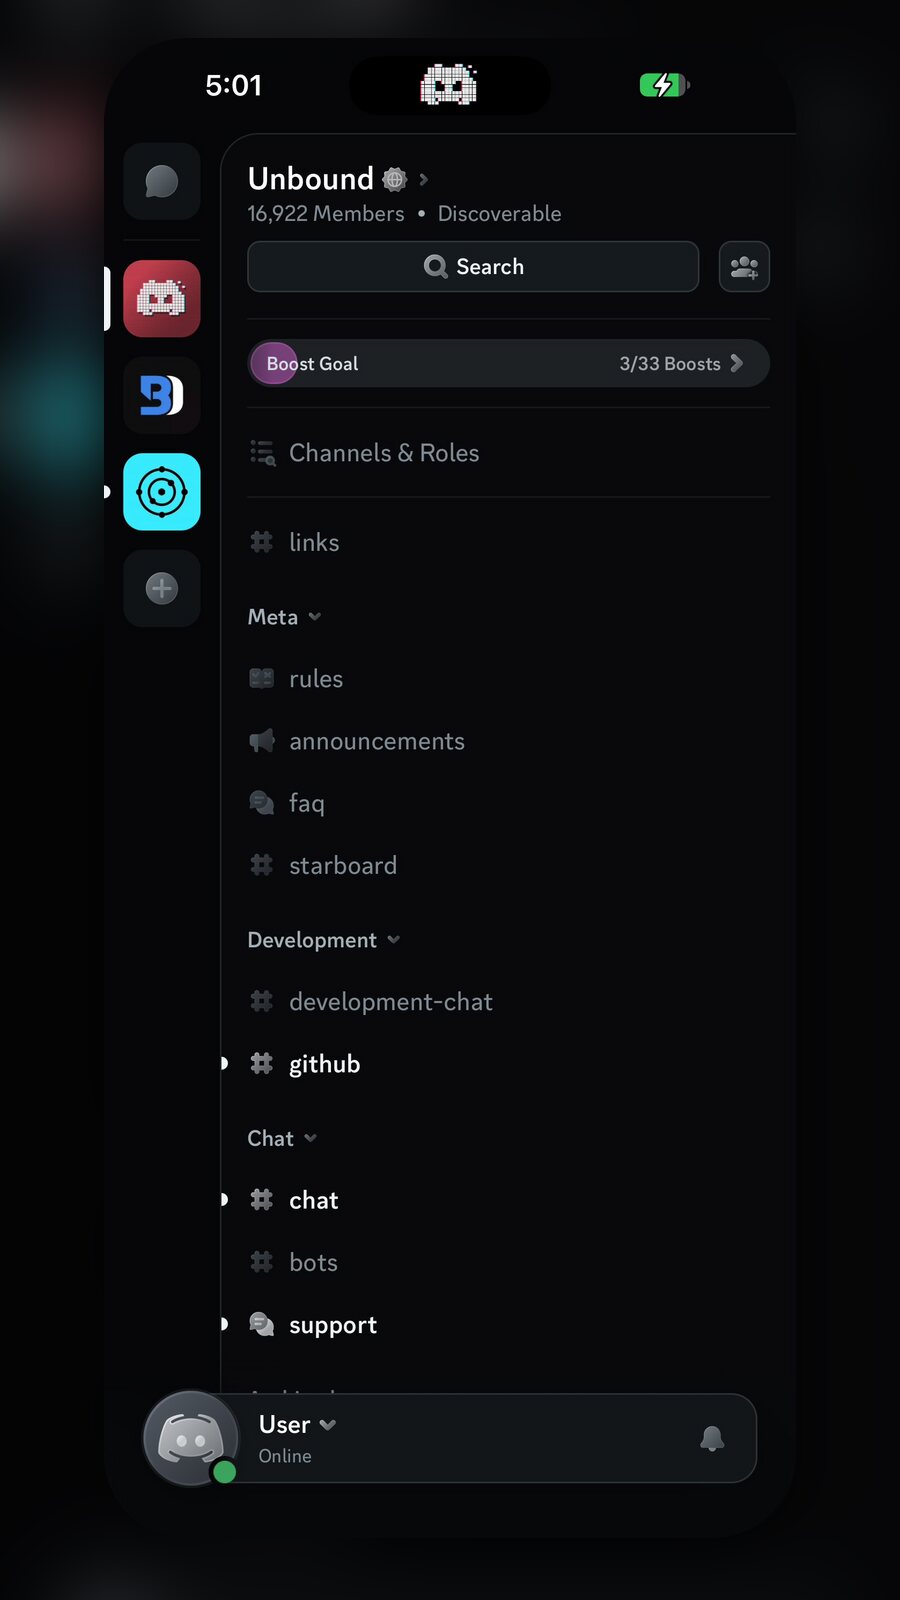 5:01
Unbound
16,922 Members • Discoverable
Search
Boost Goal 3/33 Boosts
Channels & Roles
links
Meta
rules
announcements
faq
starboard
Development
development-chat
github
Chat
chat
bots
support
User
Online